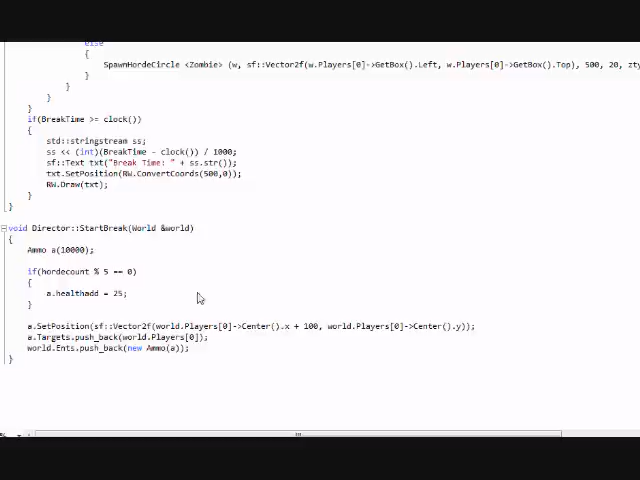 else
{
SpawnHordeCircle <Zombie> (w, sf::Vector2f(w.Players[0]->GetBox().Left, w.Players[0]->GetBox().Top), 500, 20, zty
}
}
}
}
if(BreakTime >= clock())
{
std::stringstream ss;
ss << (int)(BreakTime - clock()) / 1000;
sf::Text txt("Break Time: " + ss.str());
txt.SetPosition(RW.ConvertCoords(500,0));
RW.Draw(txt);
}
}
void Director::StartBreak(World &world)
{
Ammo a(10000);
if(hordecount % 5 == 0)
{
a.healthadd = 25;
}
a.SetPosition(sf::Vector2f(world.Players[0]->Center().x + 100, world.Players[0]->Center().y));
a.Targets.push_back(world.Players[0]);
world.Ents.push_back(new Ammo(a));
}